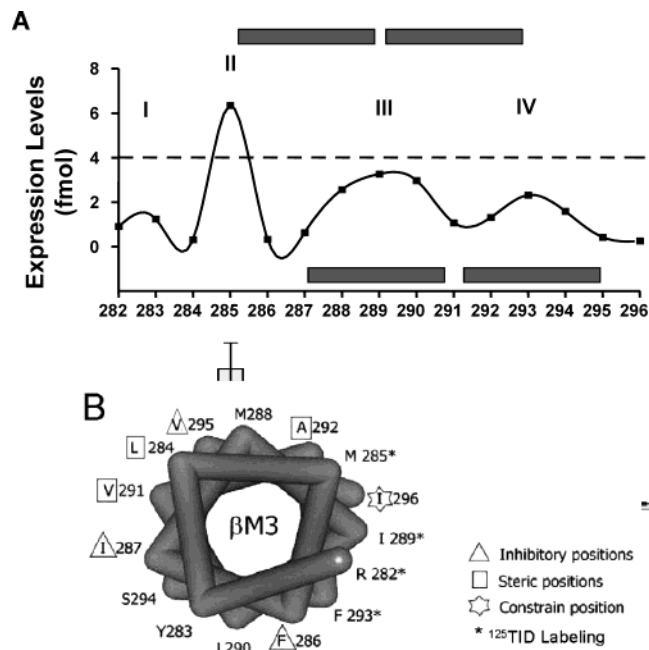 A
II
I
III
IV
Expression Levels
(fmol)
8
6
4
2
0
282 283 284 285 286 287 288 289 290 291 292 293 294 295 296
B
M288
V 295
A 292
L 284
M 285*
V 291
I 296
βM3
I 287
I 289*
R 282*
S294
F 293*
Y283
F 286
L290
Inhibitory positions
Steric positions
Constrain position
* ¹²⁵TID Labeling